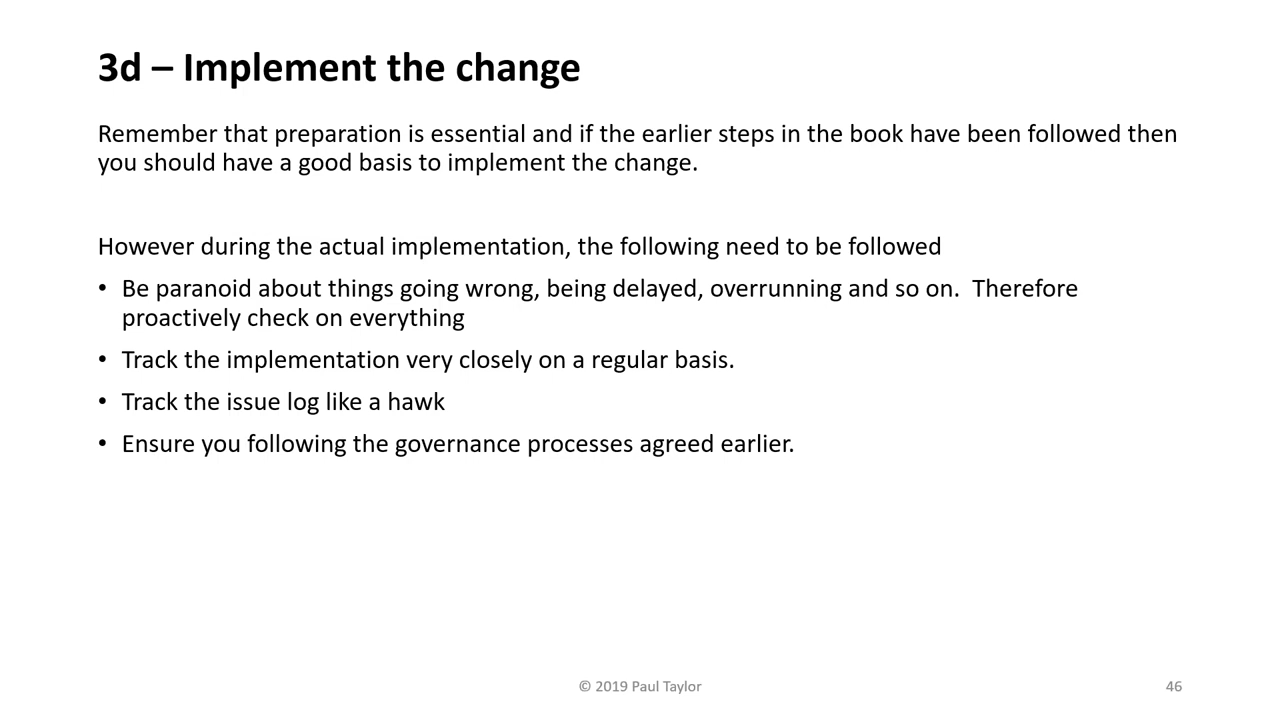 3d – Implement the change
Remember that preparation is essential and if the earlier steps in the book have been followed then
you should have a good basis to implement the change.
However during the actual implementation, the following need to be followed
• Be paranoid about things going wrong, being delayed, overrunning and so on.  Therefore
proactively check on everything
• Track the implementation very closely on a regular basis.
• Track the issue log like a hawk
• Ensure you following the governance processes agreed earlier.
© 2019 Paul Taylor
46